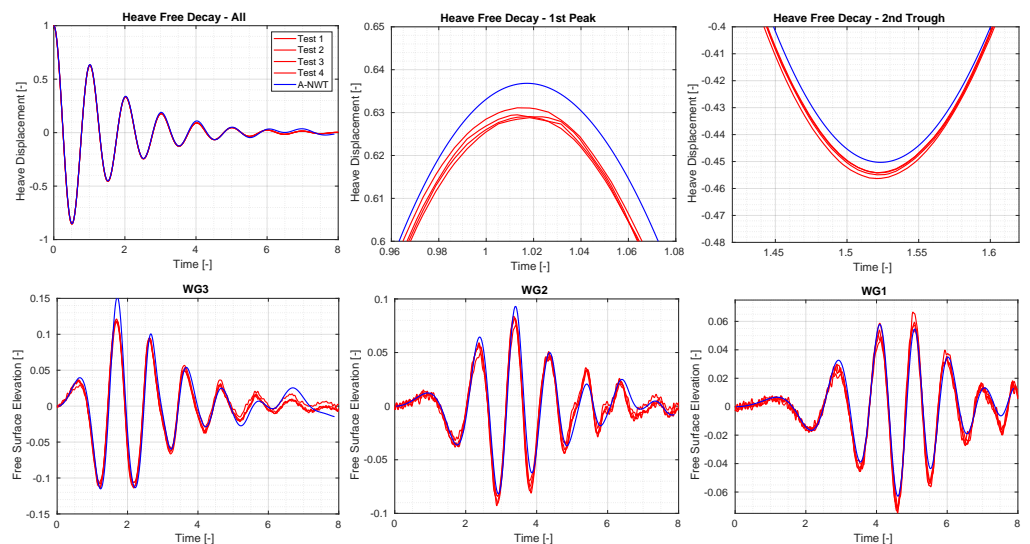 Heave Free Decay - All
Heave Displacement [-]
1
0.5
0
-0.5
-1
0 2 4 6 8
Time [-]
Test 1
Test 2
Test 3
Test 4
A-NWT
Heave Free Decay - 1st Peak
Heave Displacement [-]
0.65
0.64
0.63
0.62
0.61
0.6
0.96 0.98 1 1.02 1.04 1.06 1.08
Time [-]
Heave Free Decay - 2nd Trough
Heave Displacement [-]
-0.4
-0.41
-0.42
-0.43
-0.44
-0.45
-0.46
-0.47
-0.48
1.45 1.5 1.55 1.6
Time [-]
WG3
Free Surface Elevation [-]
0.15
0.1
0.05
0
-0.05
-0.1
-0.15
0 2 4 6 8
Time [-]
WG2
Free Surface Elevation [-]
0.1
0.05
0
-0.05
-0.1
0 2 4 6 8
Time [-]
WG1
Free Surface Elevation [-]
0.06
0.04
0.02
0
-0.02
-0.04
-0.06
0 2 4 6 8
Time [-]